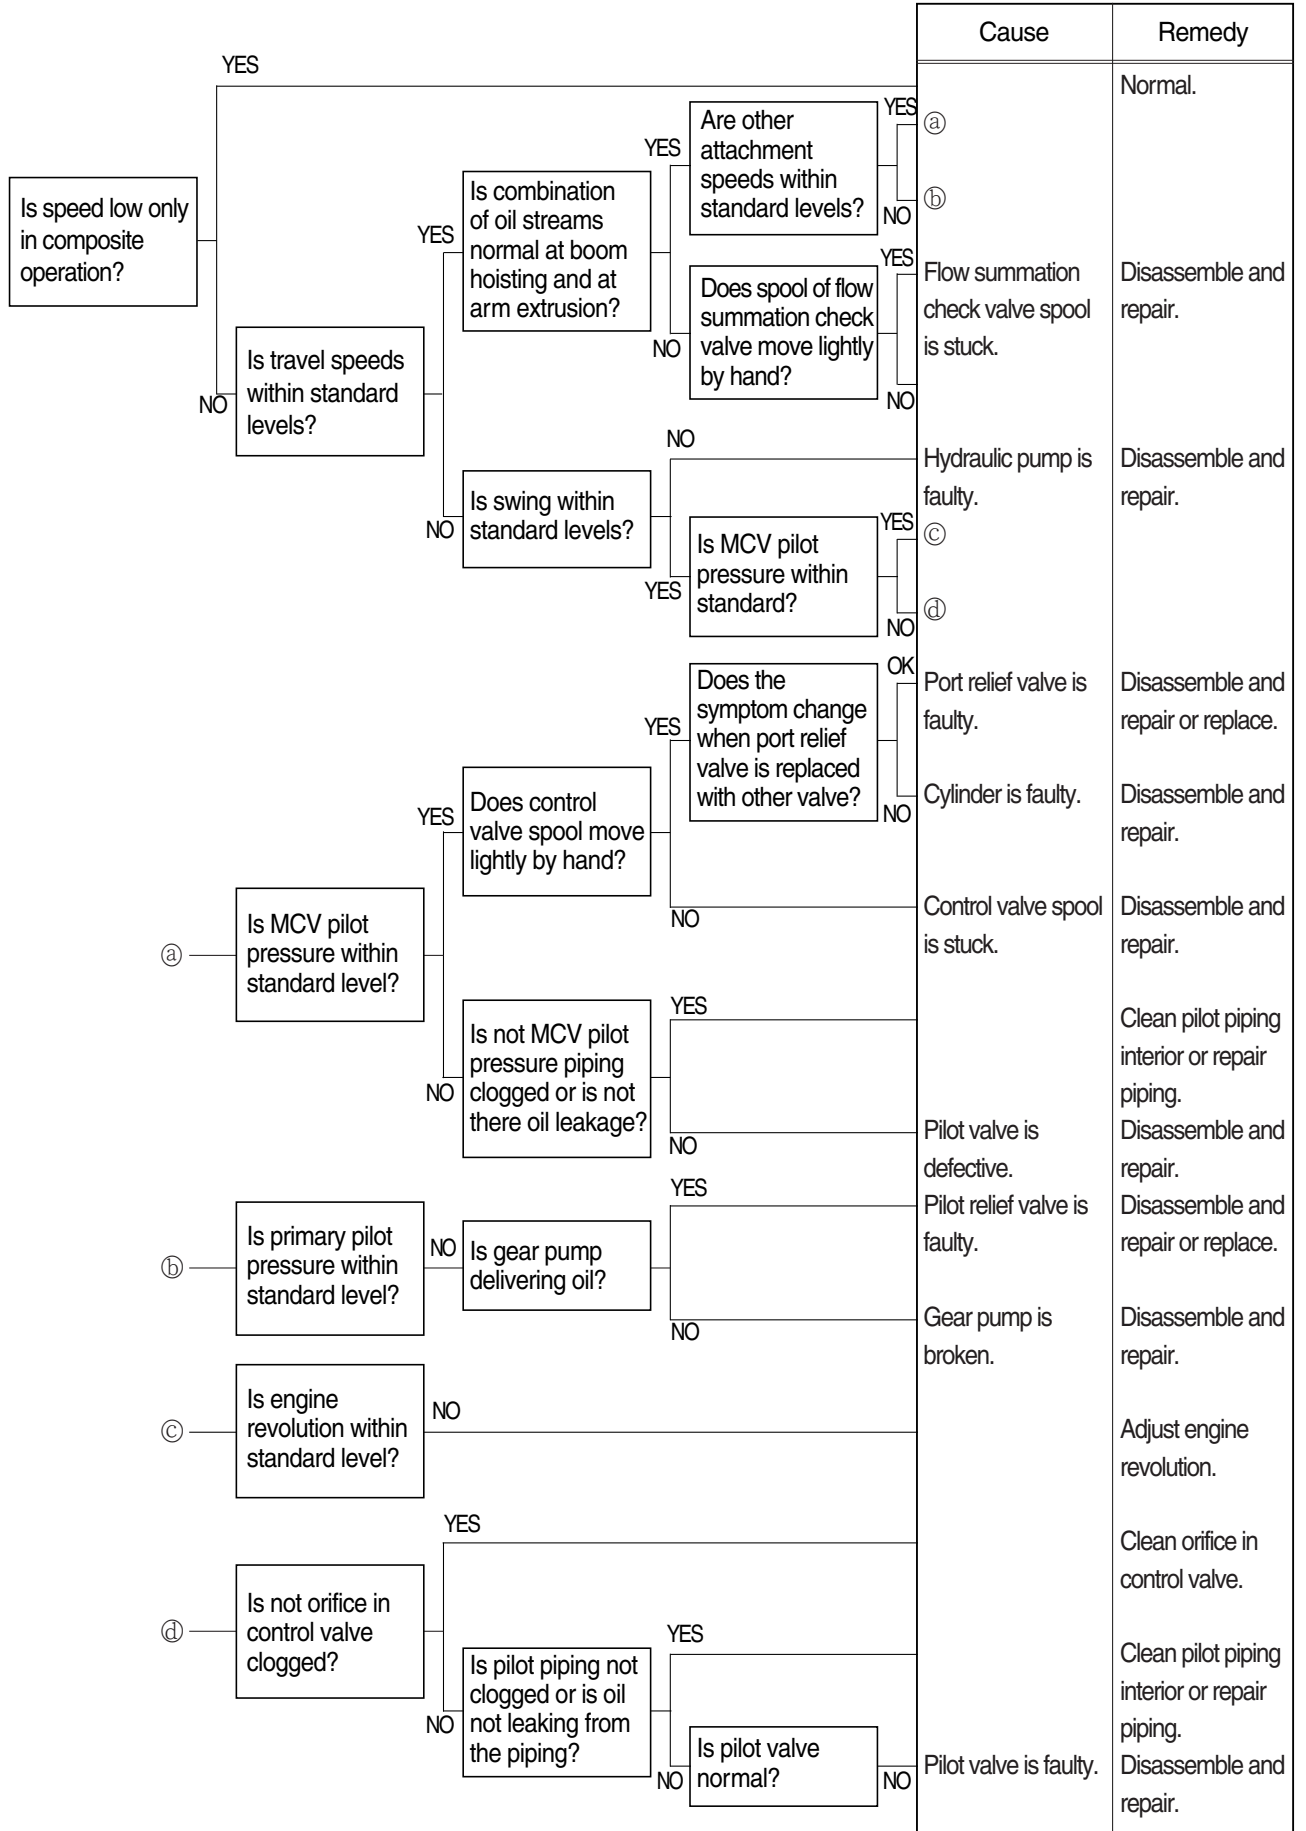 Cause
Remedy
YES
Normal.
Are other
attachment
speeds within
standard levels?
YES
YES
ⓐ
NO
ⓑ
Is speed low only
in composite
operation?
Is combination
of oil streams
normal at boom
hoisting and at
arm extrusion?
YES
Does spool of flow
summation check
valve move lightly
by hand?
NO
YES
NO
Flow summation
check valve spool
is stuck.
Disassemble and
repair.
Is travel speeds
within standard
levels?
NO
NO
Hydraulic pump is
faulty.
Disassemble and
repair.
Is swing within
standard levels?
NO
Is MCV pilot
pressure within
standard?
YES
YES
ⓒ
NO
ⓓ
Does the
symptom change
when port relief
valve is replaced
with other valve?
YES
OK
Port relief valve is
faulty.
Disassemble and
repair or replace.
NO
Cylinder is faulty.
Disassemble and
repair.
Does control
valve spool move
lightly by hand?
YES
NO
Control valve spool
is stuck.
Disassemble and
repair.
ⓐ
Is MCV pilot
pressure within
standard level?
Is not MCV pilot
pressure piping
clogged or is not
there oil leakage?
NO
YES
Clean pilot piping
interior or repair
piping.
NO
Pilot valve is
defective.
Disassemble and
repair.
ⓑ
Is primary pilot
pressure within
standard level?
NO
Is gear pump
delivering oil?
YES
Pilot relief valve is
faulty.
Disassemble and
repair or replace.
NO
Gear pump is
broken.
Disassemble and
repair.
ⓒ
Is engine
revolution within
standard level?
NO
Adjust engine
revolution.
ⓓ
Is not orifice in
control valve
clogged?
YES
Clean orifice in
control valve.
NO
Is pilot piping not
clogged or is oil
not leaking from
the piping?
YES
Clean pilot piping
interior or repair
piping.
NO
Is pilot valve
normal?
NO
Pilot valve is faulty.
Disassemble and
repair.